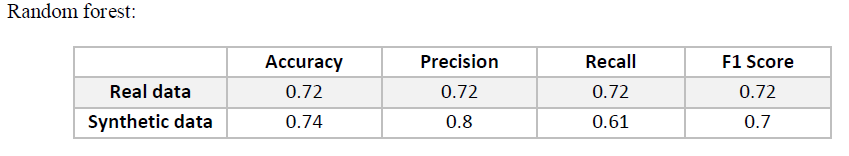 Random forest:
Accuracy Precision Recall F1 Score
Real data 0.72 0.72 0.72 0.72
Synthetic data 0.74 0.8 0.61 0.7